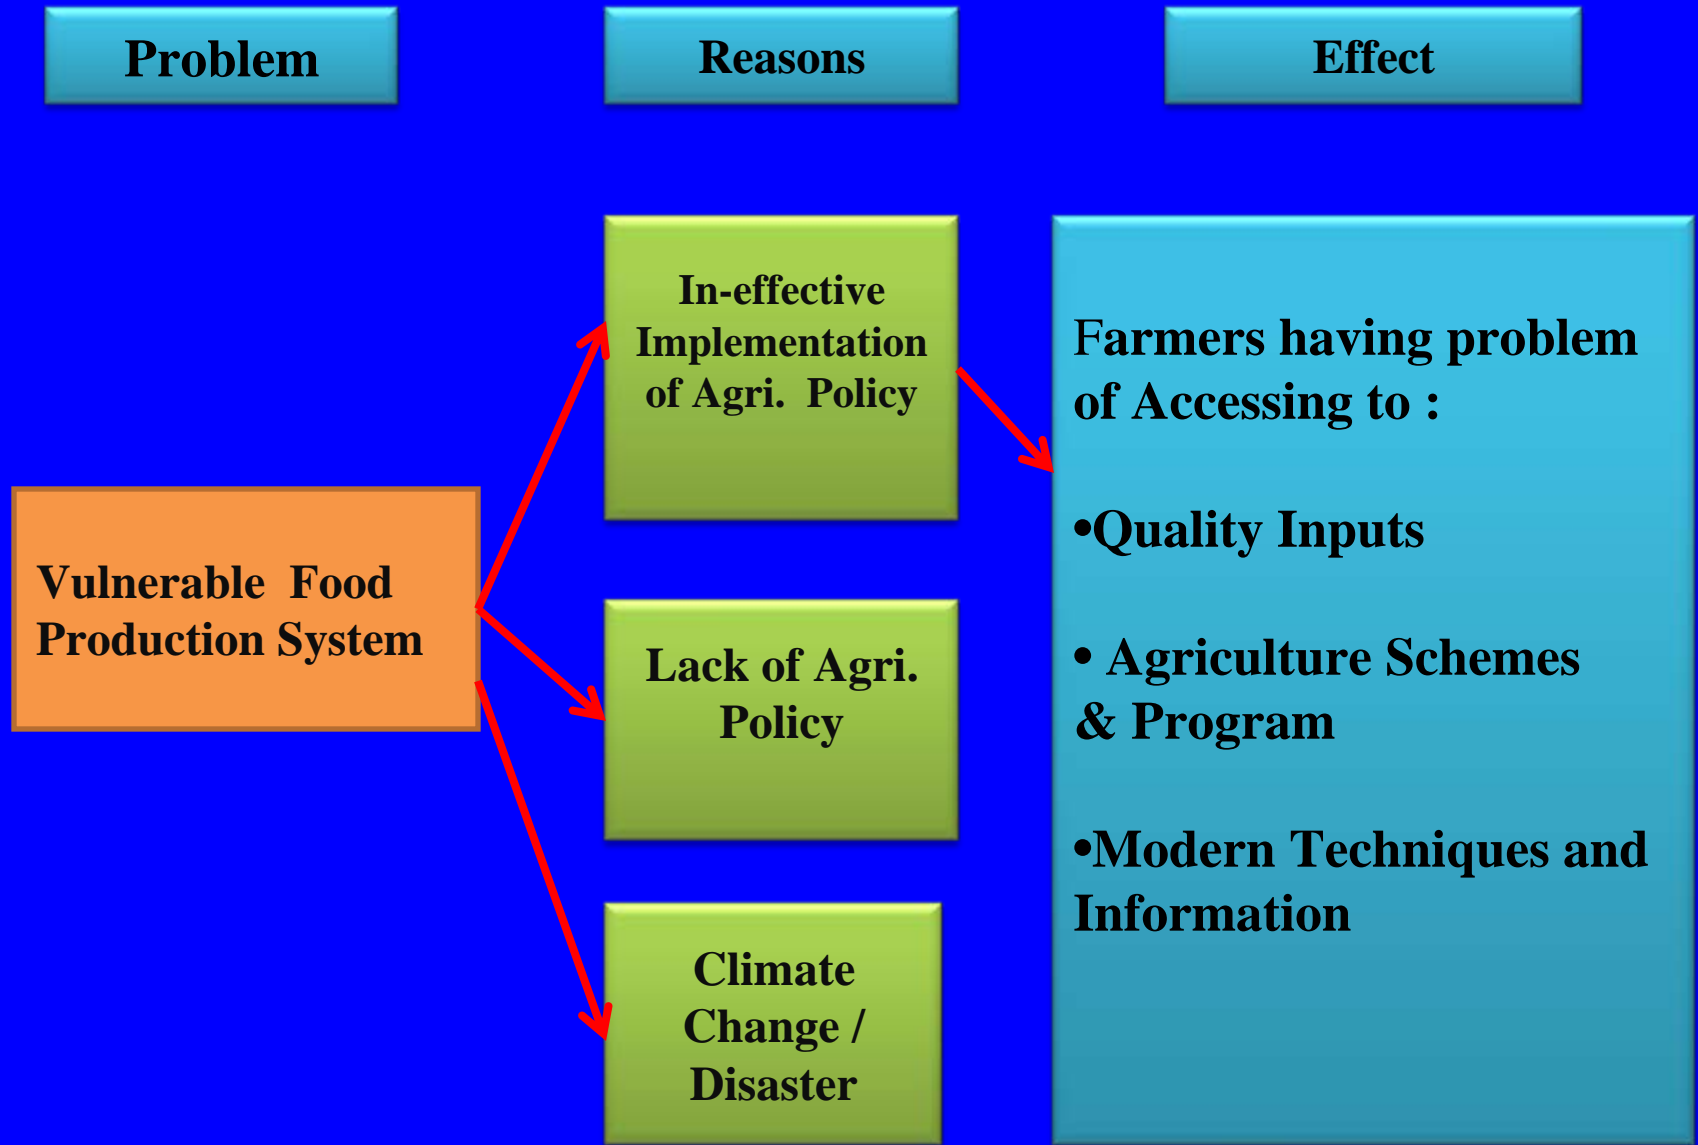 Problem
Reasons
Effect
Vulnerable  Food
Production System
In-effective
Implementation
of Agri.  Policy
Lack of Agri.
Policy
Climate
Change /
Disaster
Farmers having problem
of Accessing to :
•Quality Inputs
• Agriculture Schemes
& Program
•Modern Techniques and
Information